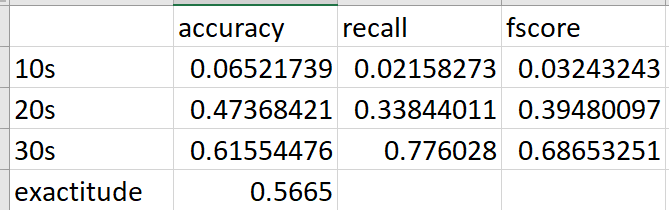 accuracy recall fscore
10s 0.06521739 0.02158273 0.03243243
20s 0.47368421 0.33844011 0.39480097
30s 0.61554476 0.776028 0.68653251
exactitude 0.5665